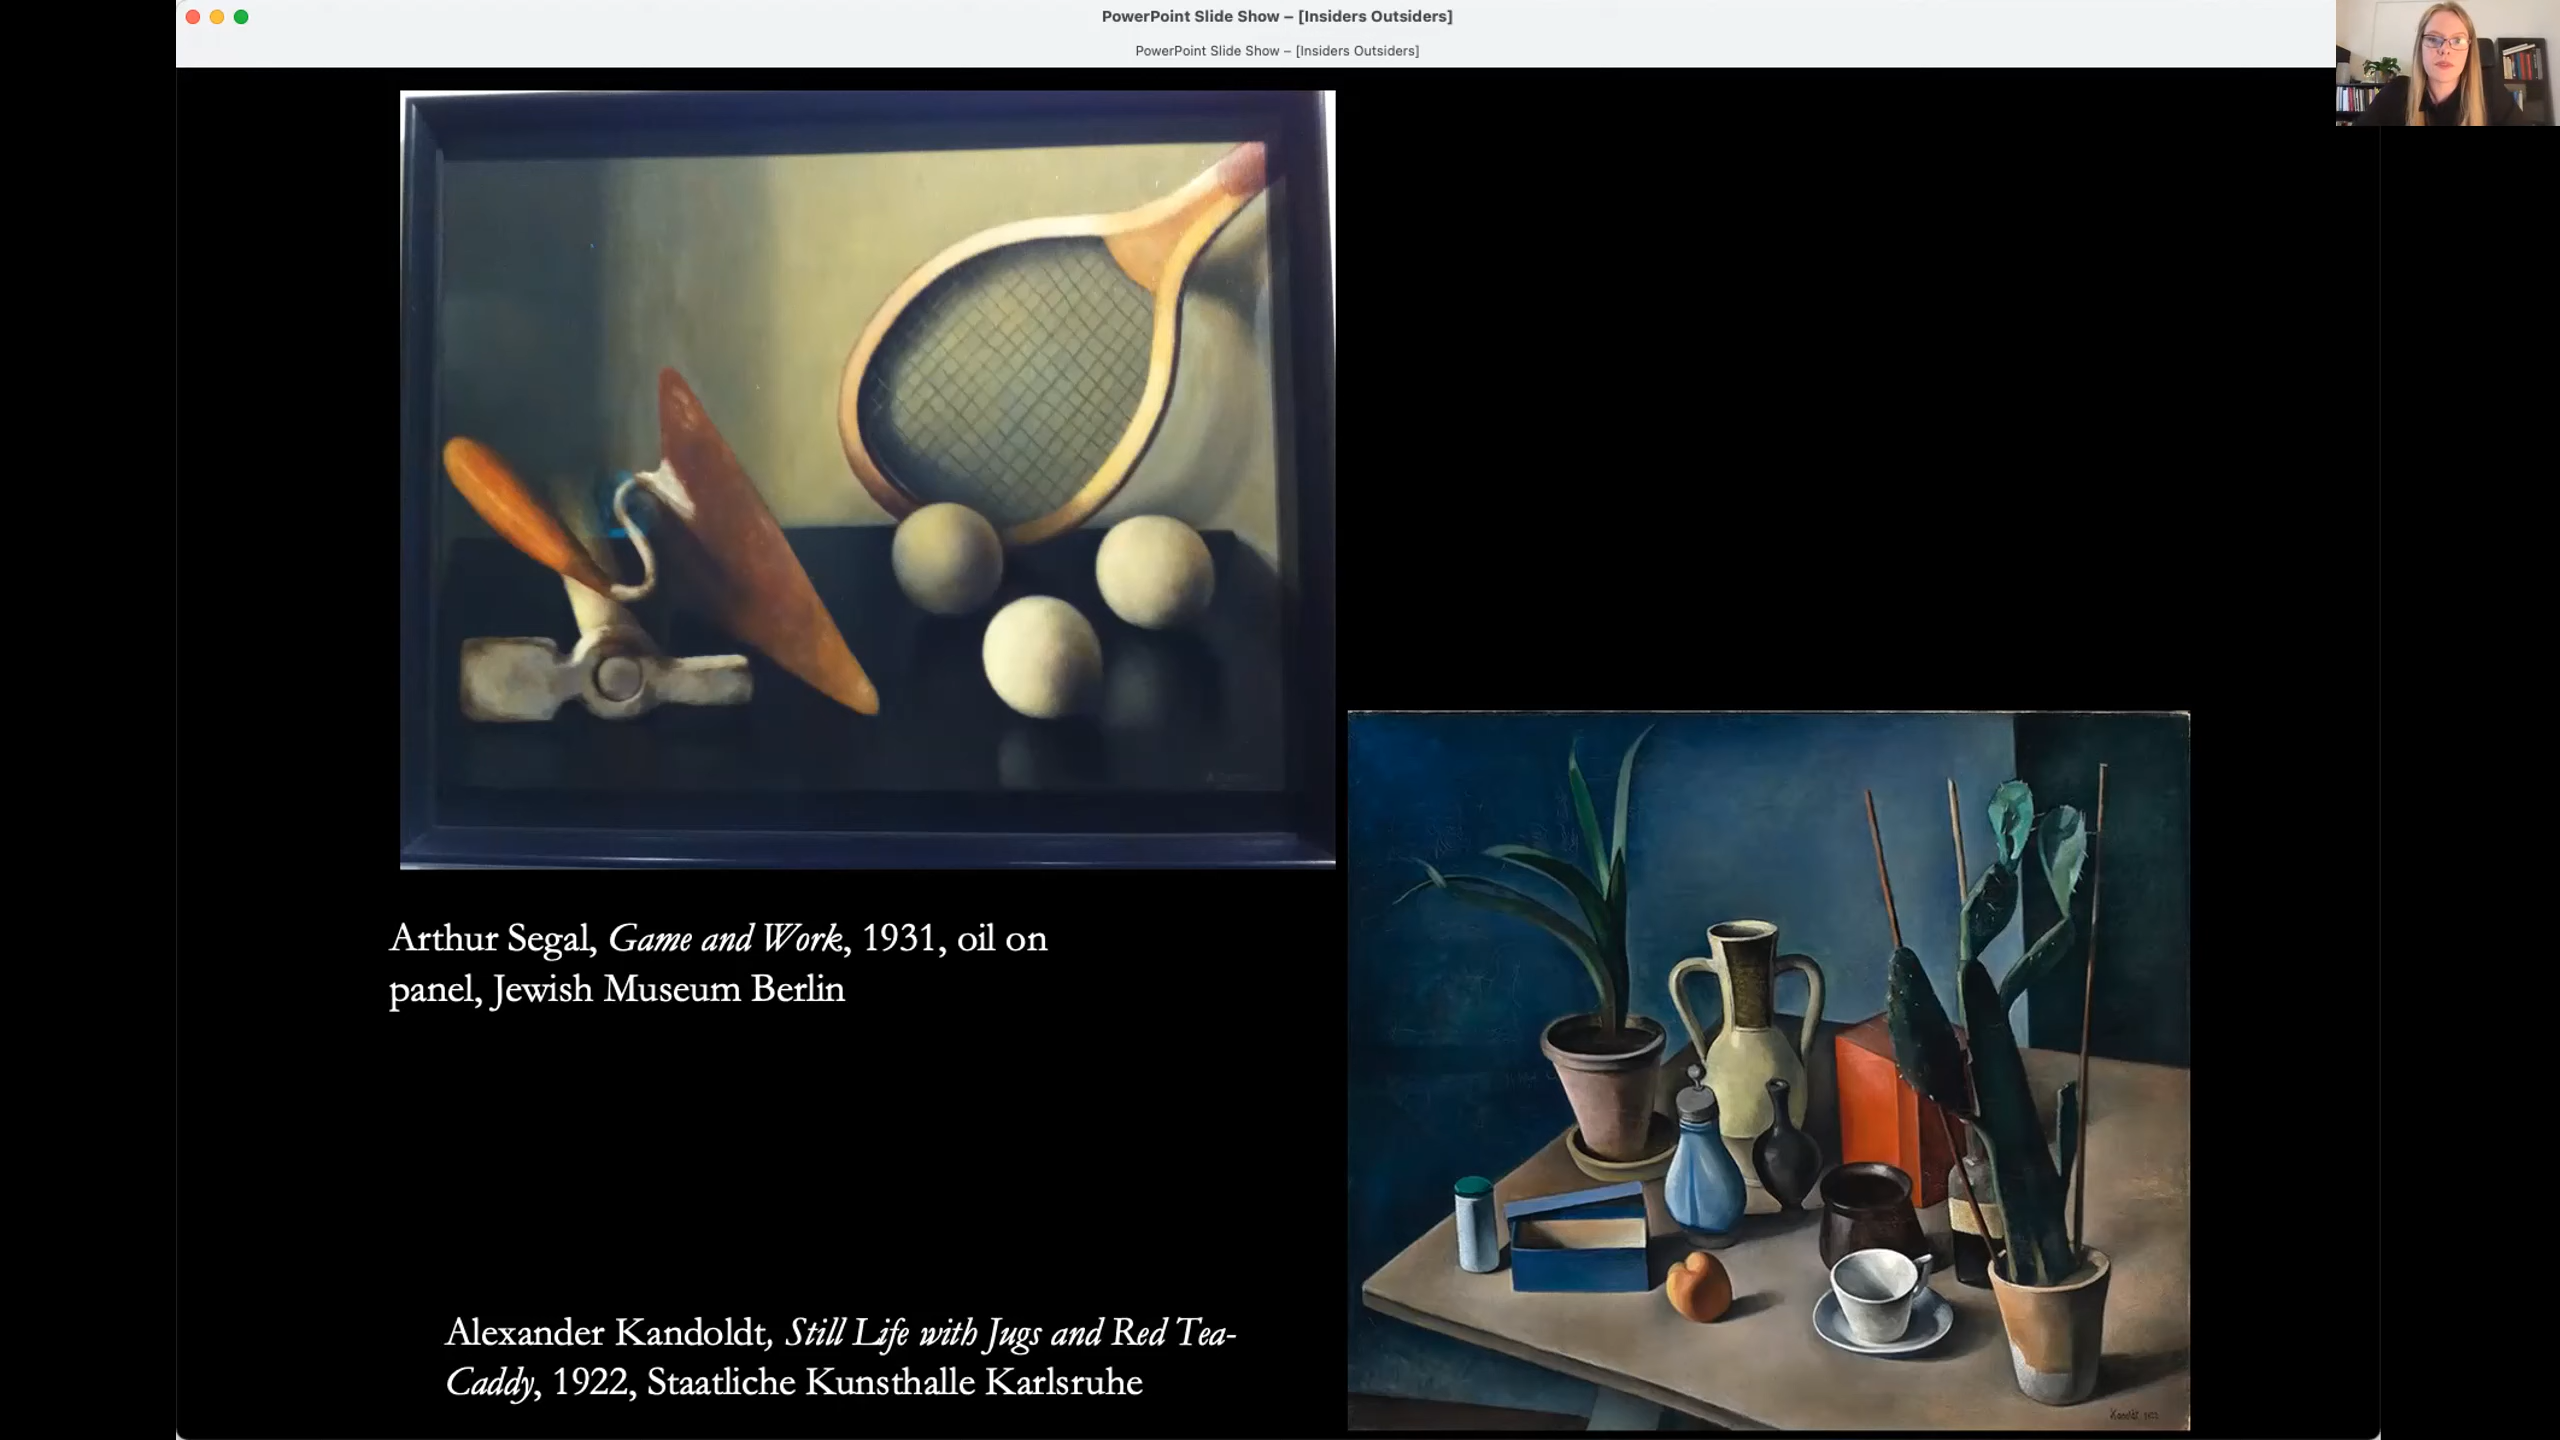 PowerPoint Slide Show – [Insiders Outsiders]
PowerPoint Slide Show – [Insiders Outsiders]
Arthur Segal, Game and Work, 1931, oil on
panel, Jewish Museum Berlin
Alexander Kandoldt, Still Life with Jugs and Red Tea-
Caddy, 1922, Staatliche Kunsthalle Karlsruhe